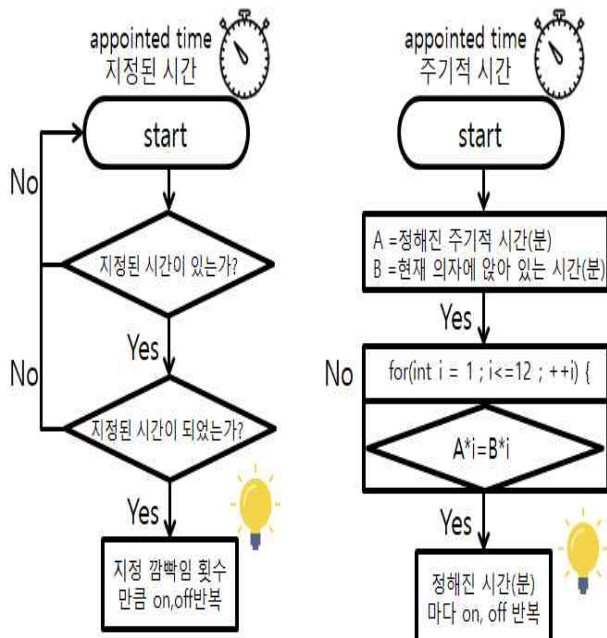 appointed time
지정된 시간
start
No
지정된 시간이 있는가?
Yes
No
지정된 시간이 되었는가?
Yes
지정 깜빡임 횟수
만큼 on,off반복
appointed time
주기적 시간
start
A =정해진 주기적 시간(분)
B =현재 의자에 앉아 있는 시간(분)
Yes
No
for(int i = 1 ; i<=12 ; ++i) {
A*i=B*i
Yes
정해진 시간(분)
마다 on, off 반복